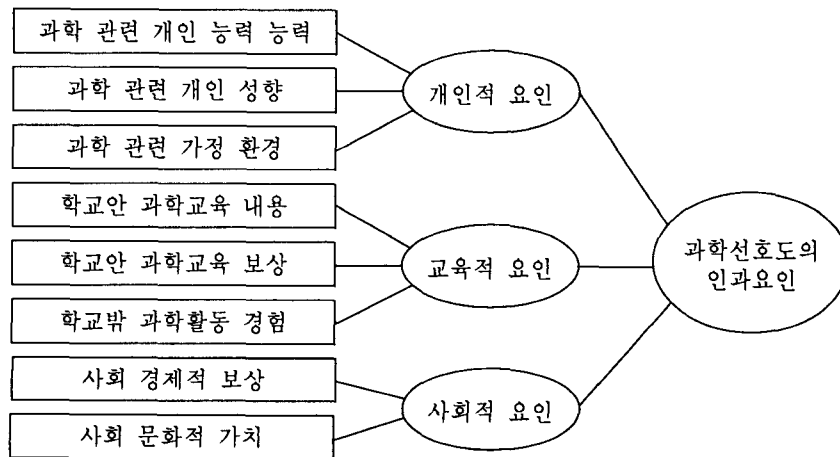 과학 관련 개인 능력 능력
과학 관련 개인 성향
과학 관련 가정 환경
학교안 과학교육 내용
학교안 과학교육 보상
학교밖 과학활동 경험
사회 경제적 보상
사회 문화적 가치
개인적 요인
교육적 요인
사회적 요인
과학선호도의
인과요인